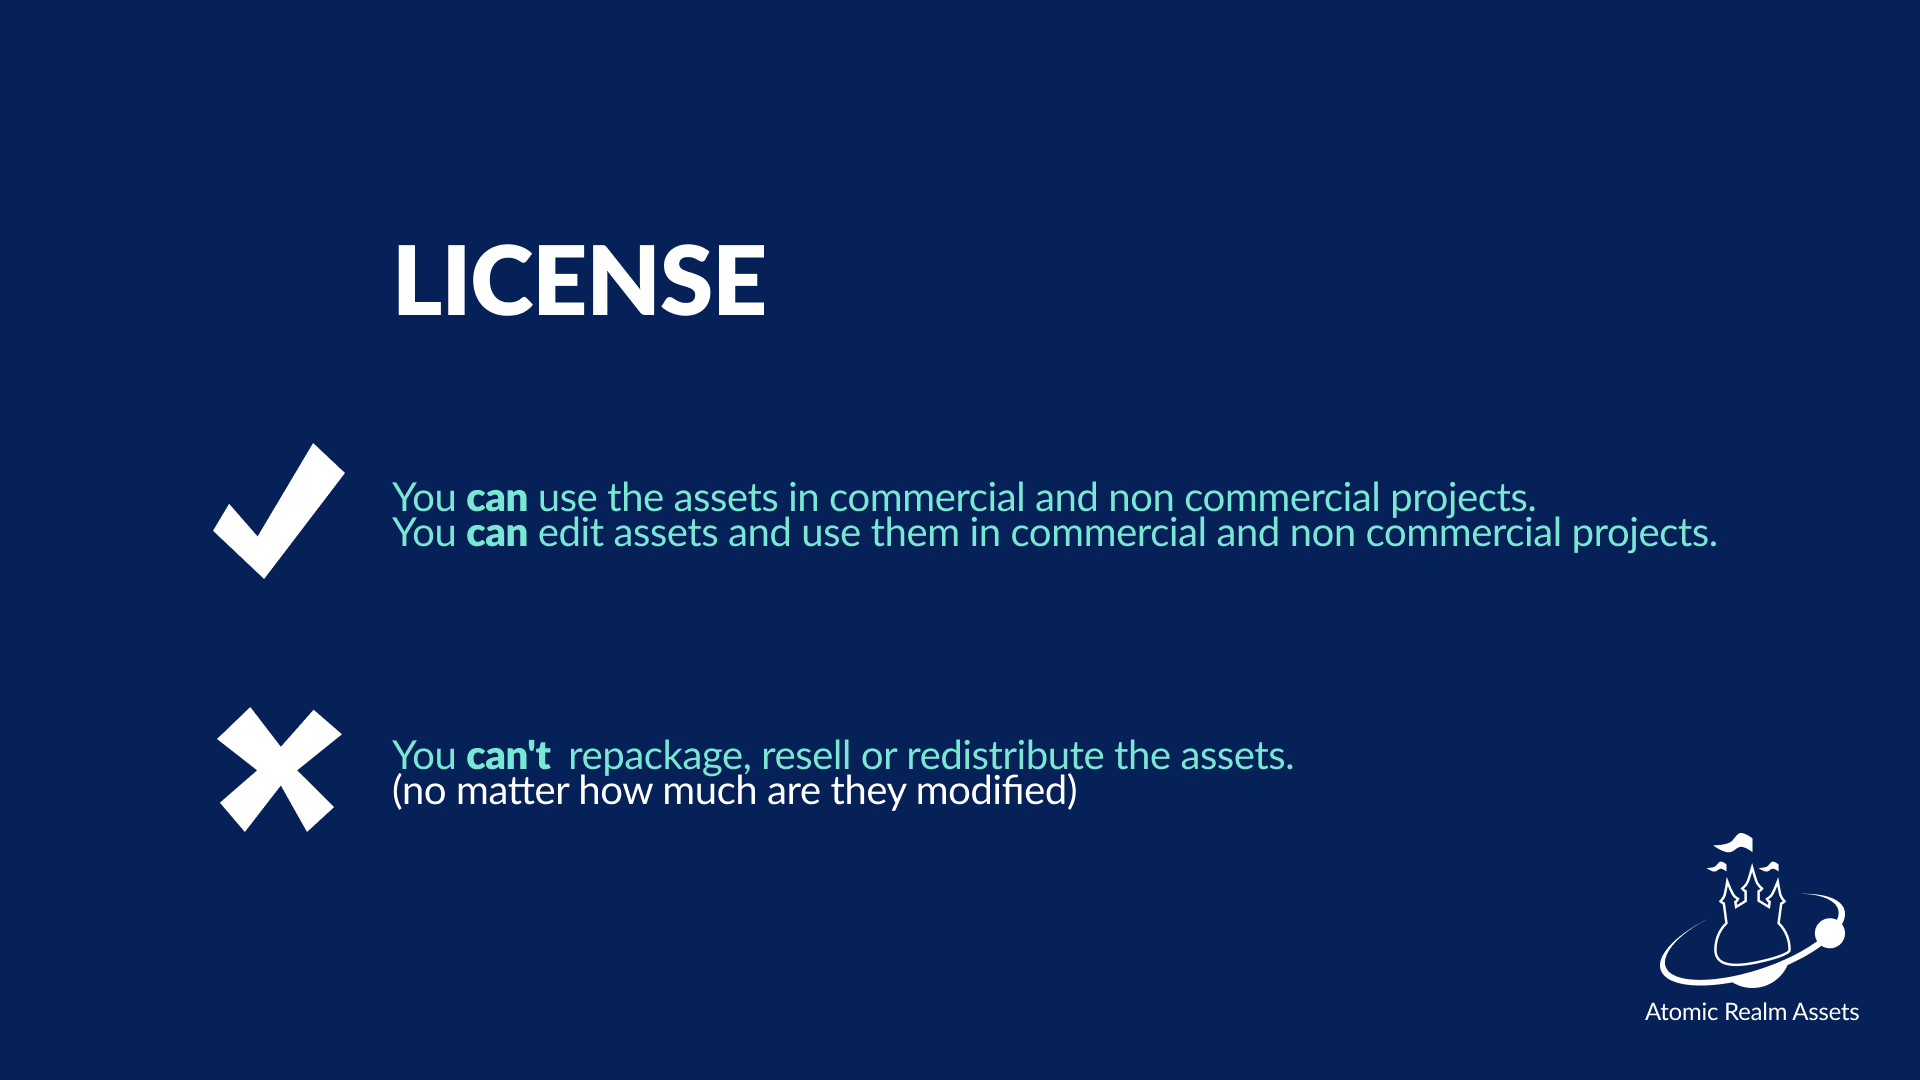 LICENSE
You can use the assets in commercial and non commercial projects.
You can edit assets and use them in commercial and non commercial projects.
You can't repackage, resell or redistribute the assets.
(no matter how much are they modified)
Atomic Realm Assets